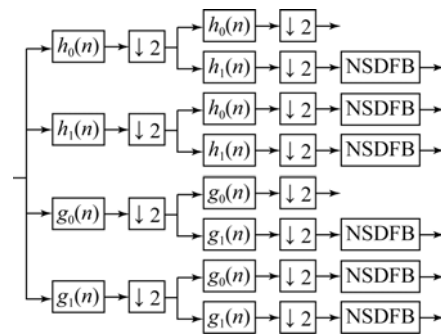 h₀(n) ↓ 2
h₀(n) ↓ 2
h₁(n) ↓ 2 NSDFB
h₁(n) ↓ 2
h₀(n) ↓ 2 NSDFB
h₁(n) ↓ 2 NSDFB
g₀(n) ↓ 2
g₀(n) ↓ 2
g₁(n) ↓ 2 NSDFB
g₁(n) ↓ 2
g₀(n) ↓ 2 NSDFB
g₁(n) ↓ 2 NSDFB